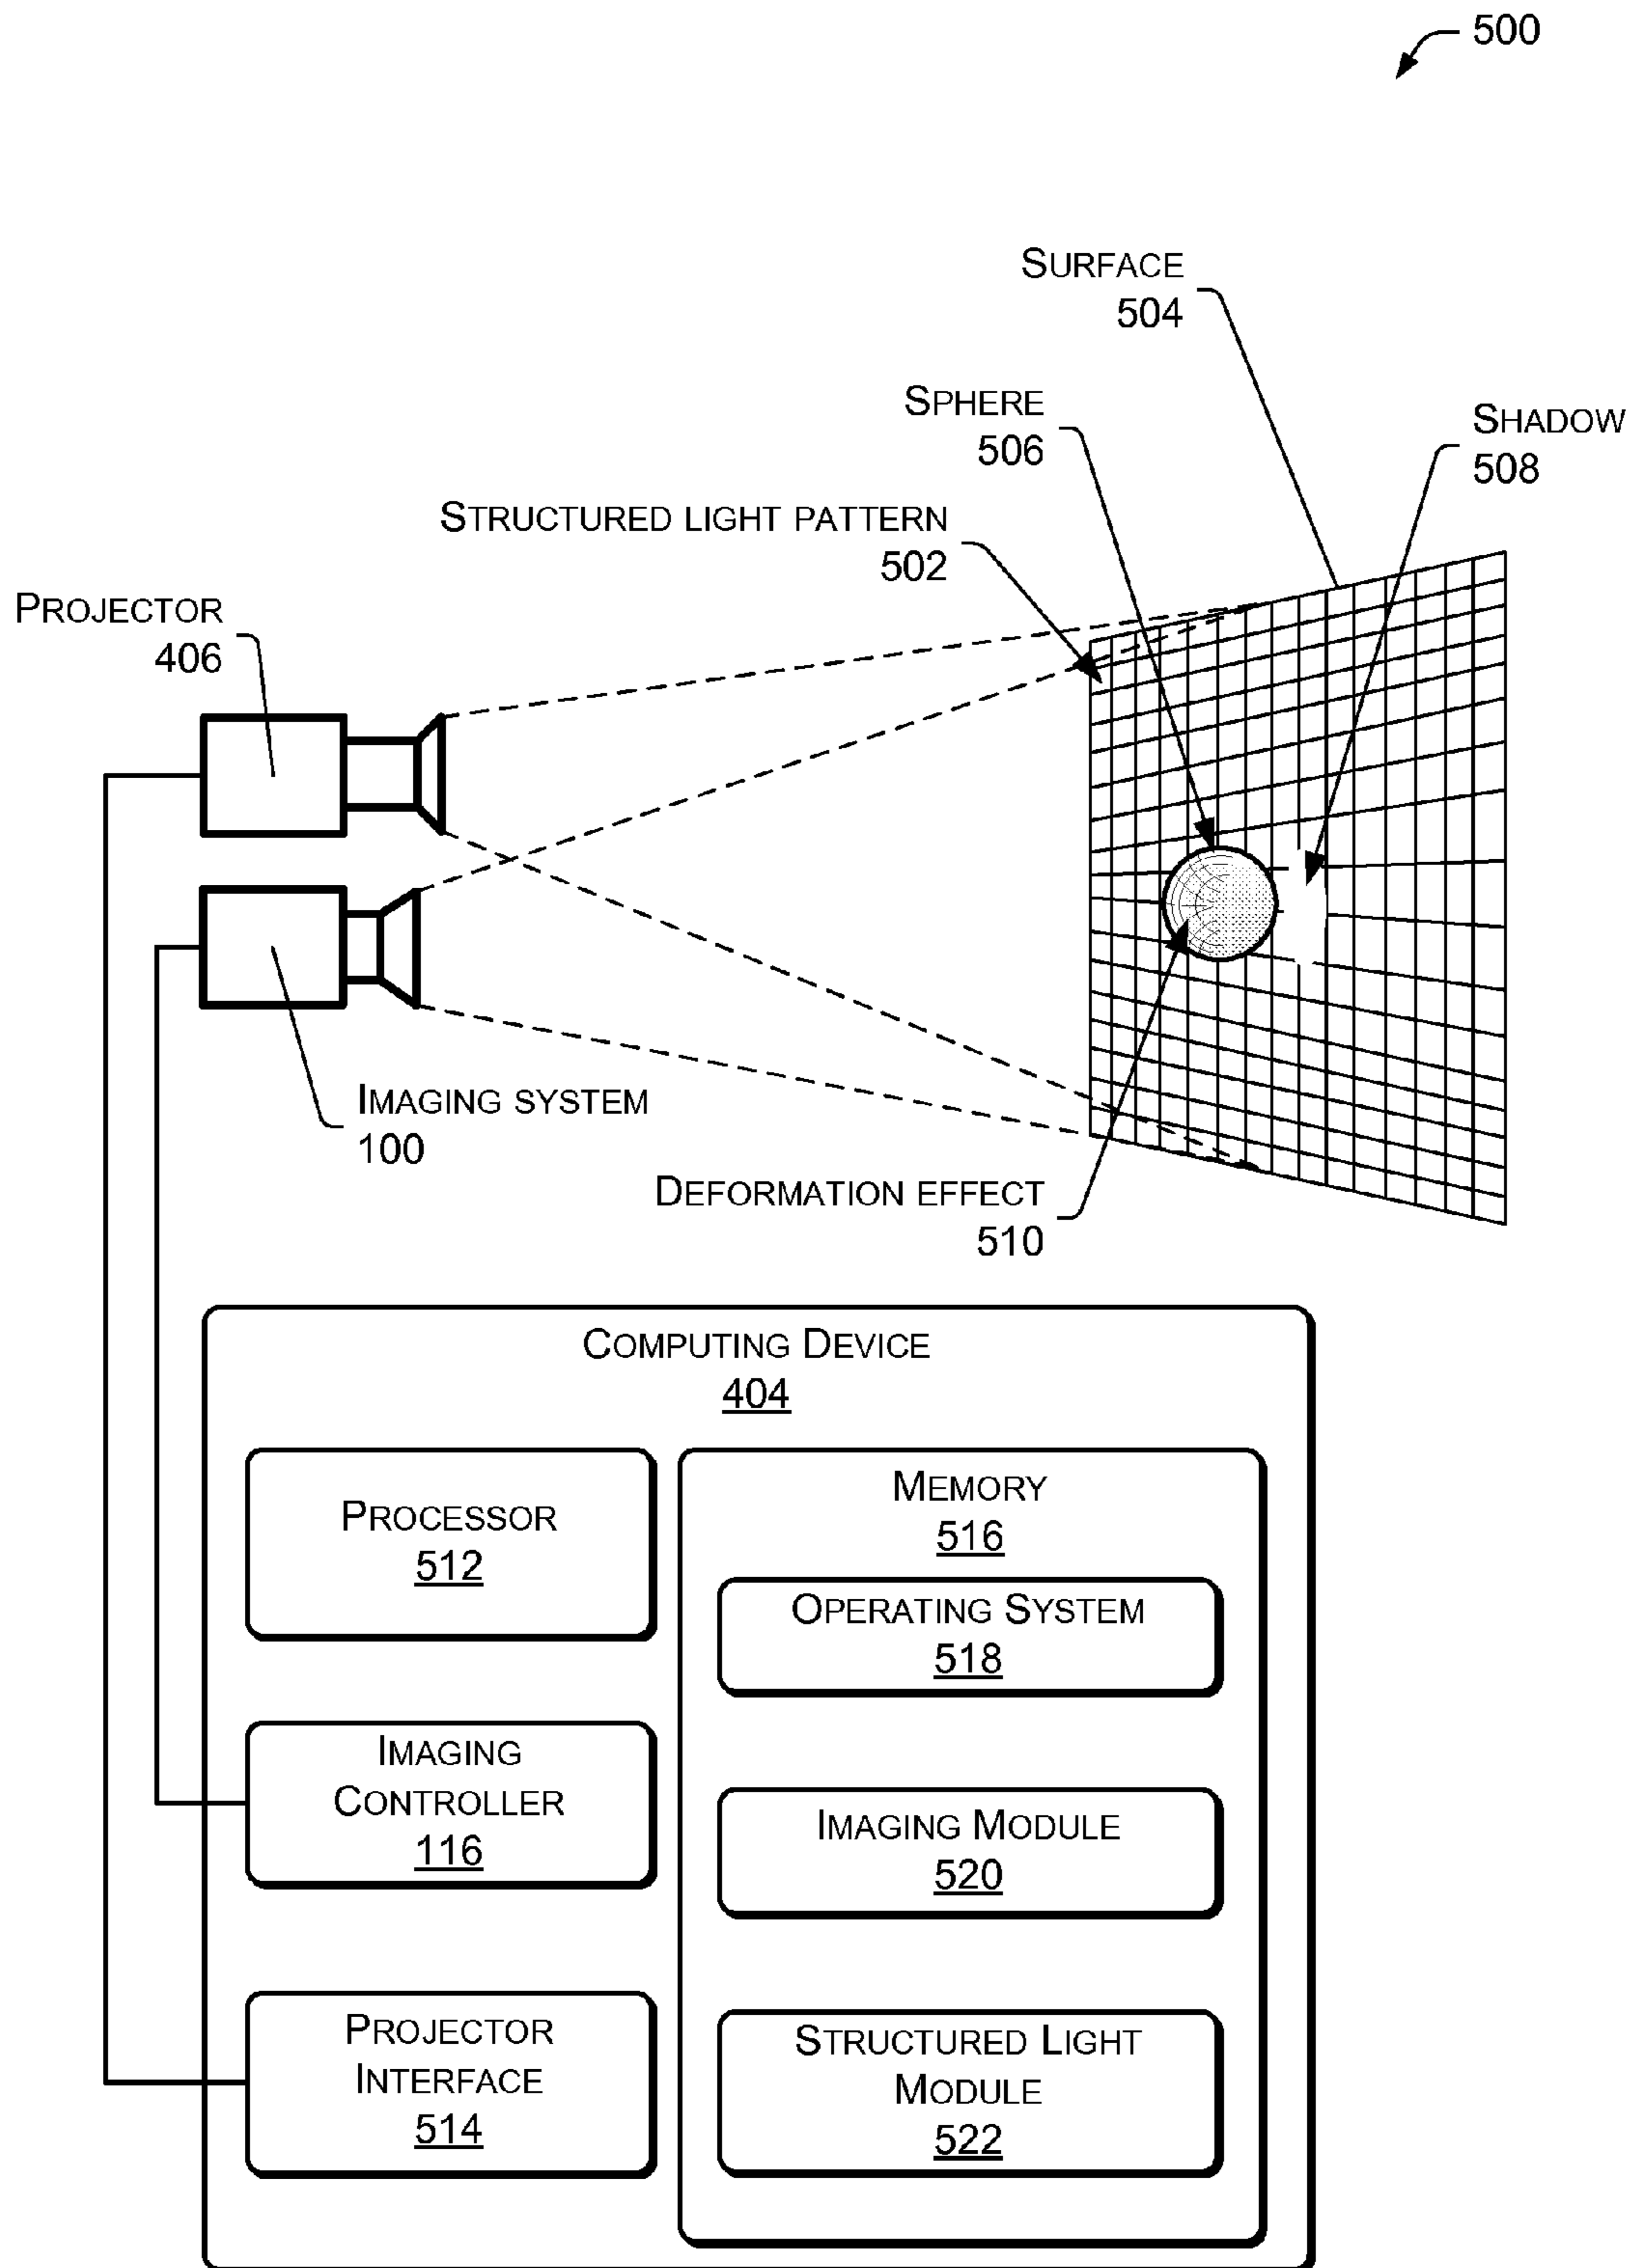 500
SURFACE
504
SPHERE
506
SHADOW
508
STRUCTURED LIGHT PATTERN
502
PROJECTOR
406
IMAGING SYSTEM
100
DEFORMATION EFFECT
510
COMPUTING DEVICE
404
PROCESSOR
512
IMAGING
CONTROLLER
116
PROJECTOR
INTERFACE
514
MEMORY
516
OPERATING SYSTEM
518
IMAGING MODULE
520
STRUCTURED LIGHT
MODULE
522